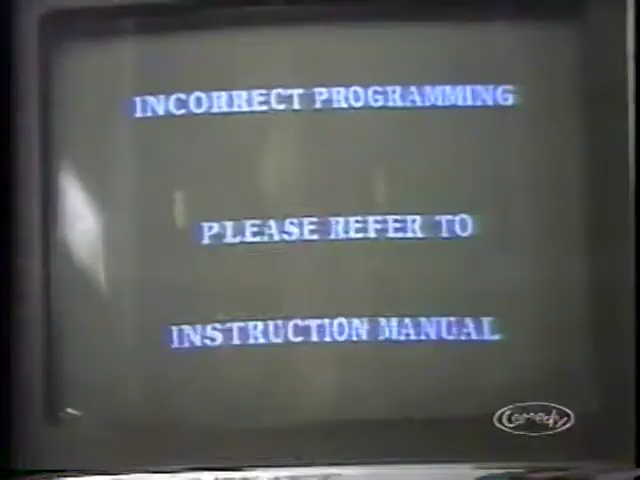 INCORRECT PROGRAMMING
PLEASE REFER TO
INSTRUCTION MANUAL
Comedy